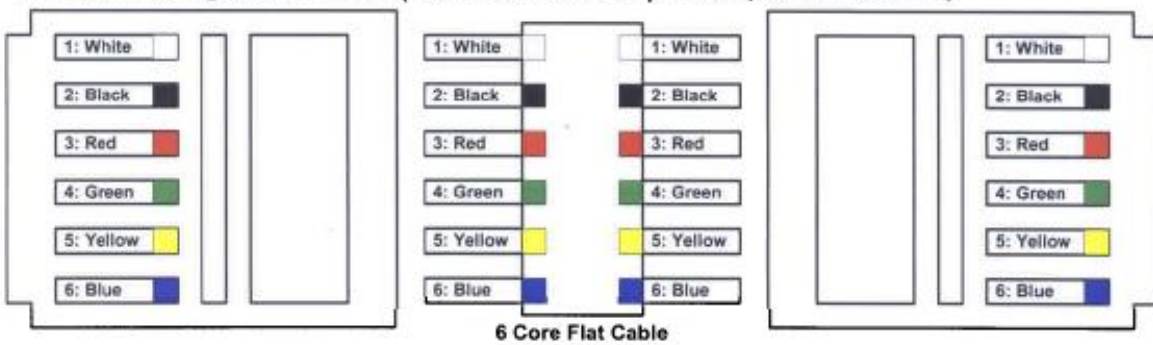 1: White
2: Black
3: Red
4: Green
5: Yellow
6: Blue
1: White
2: Black
3: Red
4: Green
5: Yellow
6: Blue
1: White
2: Black
3: Red
4: Green
5: Yellow
6: Blue
1: White
2: Black
3: Red
4: Green
5: Yellow
6: Blue
6 Core Flat Cable